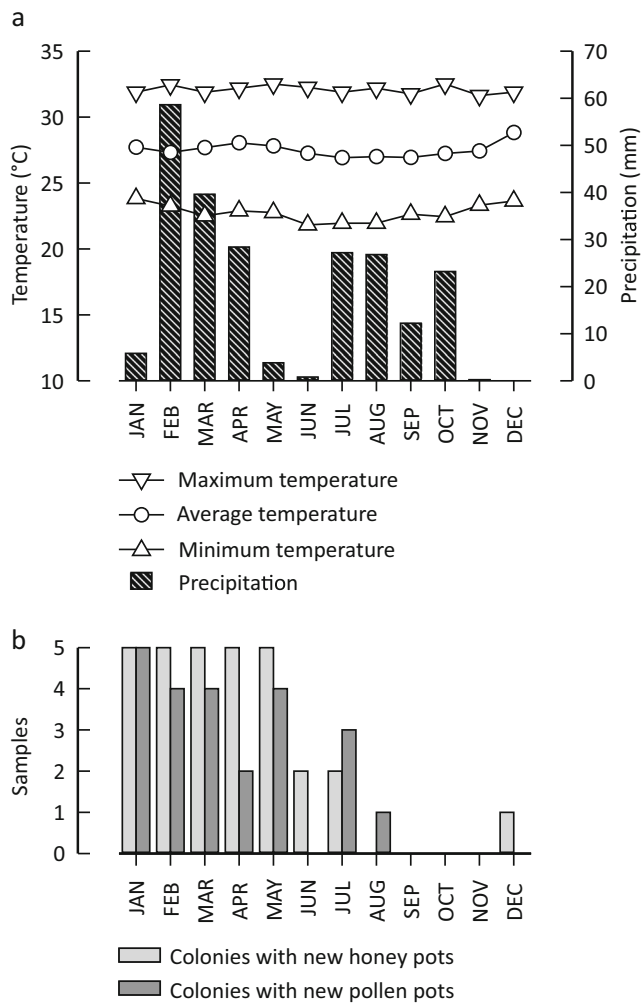 a
Temperature (°C)
35
30
25
20
15
10
Precipitation (mm)
70
60
50
40
30
20
10
0
JAN
FEB
MAR
APR
MAY
JUN
JUL
AUG
SEP
OCT
NOV
DEC
Maximum temperature
Average temperature
Minimum temperature
Precipitation
b
Samples
5
4
3
2
1
0
JAN
FEB
MAR
APR
MAY
JUN
JUL
AUG
SEP
OCT
NOV
DEC
Colonies with new honey pots
Colonies with new pollen pots